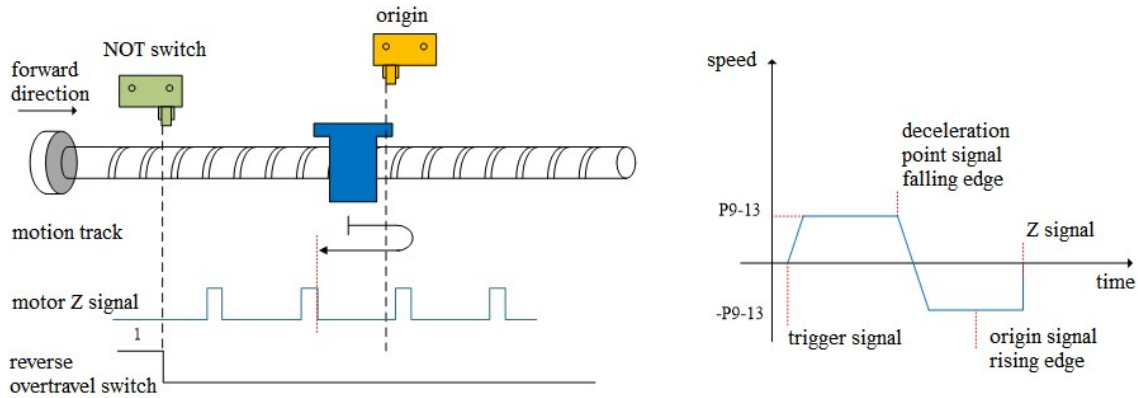 origin
NOT switch
forward
direction
motion track
motor Z signal
1
reverse
overtravel switch
speed
deceleration
point signal
falling edge
P9-13
Z signal
time
-P9-13
trigger signal
origin signal
rising edge